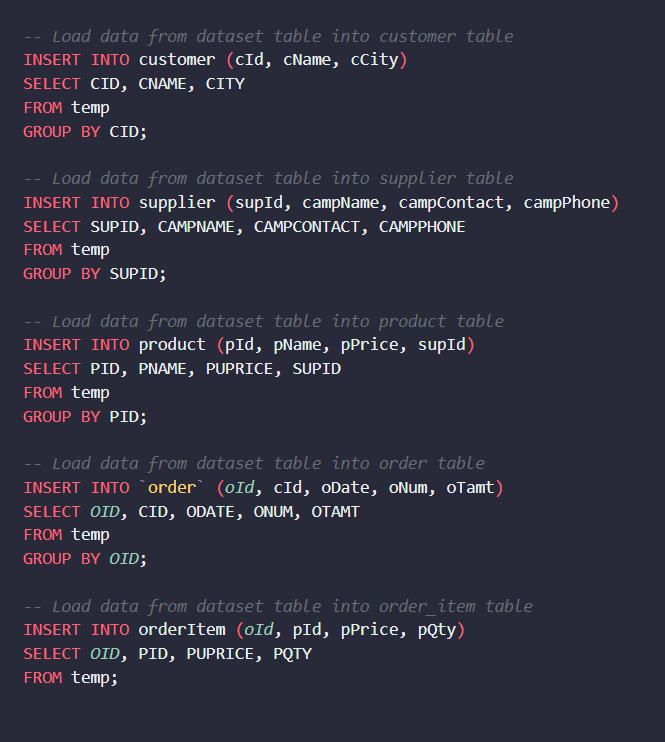 -- Load data from dataset table into customer table
INSERT INTO customer (cId, cName, cCity)
SELECT CID, CNAME, CITY
FROM temp
GROUP BY CID;
-- Load data from dataset table into supplier table
INSERT INTO supplier (supId, campName, campContact, campPhone)
SELECT SUPID, CAMPNAME, CAMPCONTACT, CAMPPHONE
FROM temp
GROUP BY SUPID;
-- Load data from dataset table into product table
INSERT INTO product (pId, pName, pPrice, supId)
SELECT PID, PNAME, PUPRICE, SUPID
FROM temp
GROUP BY PID;
-- Load data from dataset table into order table
INSERT INTO `order` (oId, cId, oDate, oNum, oTamt)
SELECT OID, CID, ODATE, ONUM, OTAMT
FROM temp
GROUP BY OID;
-- Load data from dataset table into order_item table
INSERT INTO orderItem (oId, pId, pPrice, pQty)
SELECT OID, PID, PUPRICE, PQTY
FROM temp;